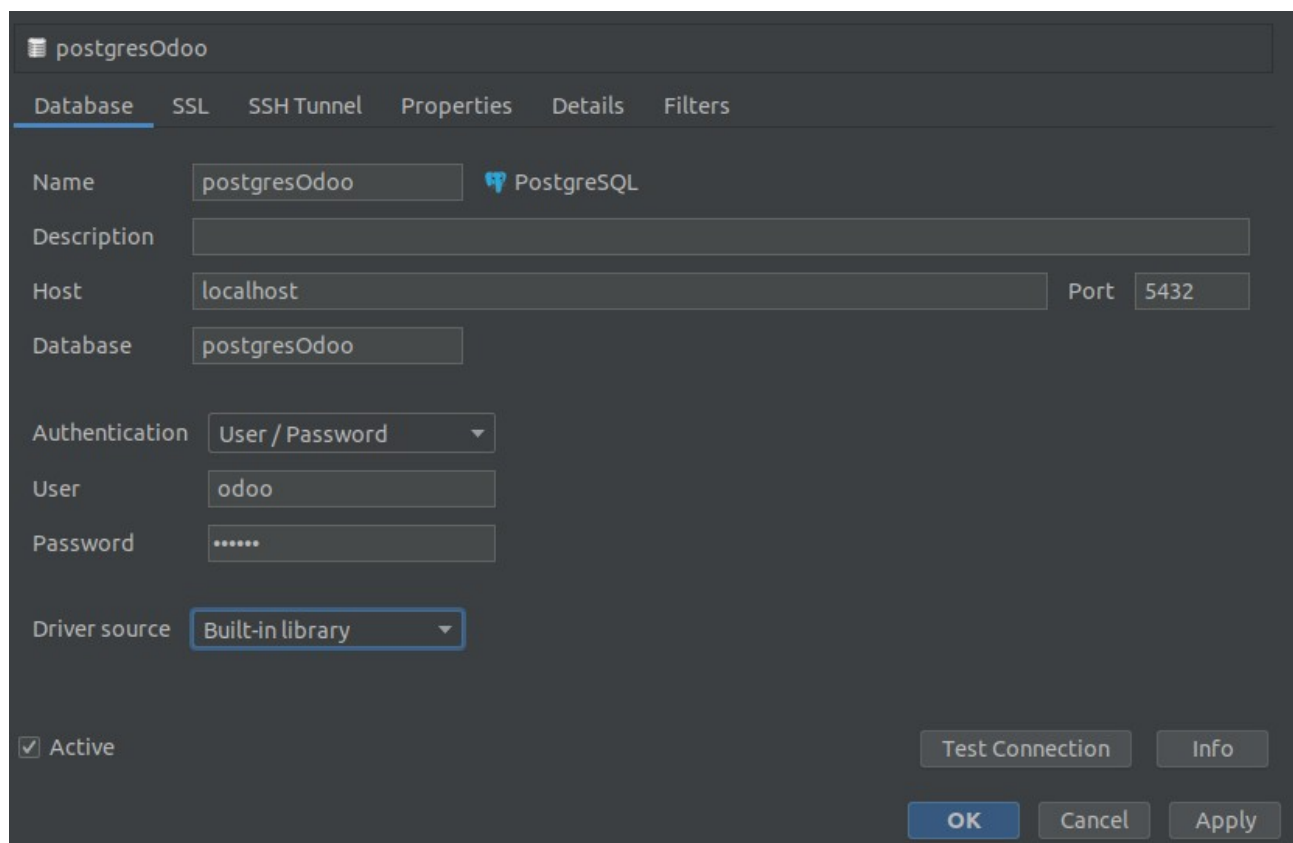 postgresOdoo
Database SSL SSH Tunnel Properties Details Filters
Name postgresOdoo PostgreSQL
Description
Host localhost Port 5432
Database postgresOdoo
Authentication User / Password
User odoo
Password ••••••
Driver source Built-in library
Active Test Connection Info
OK Cancel Apply